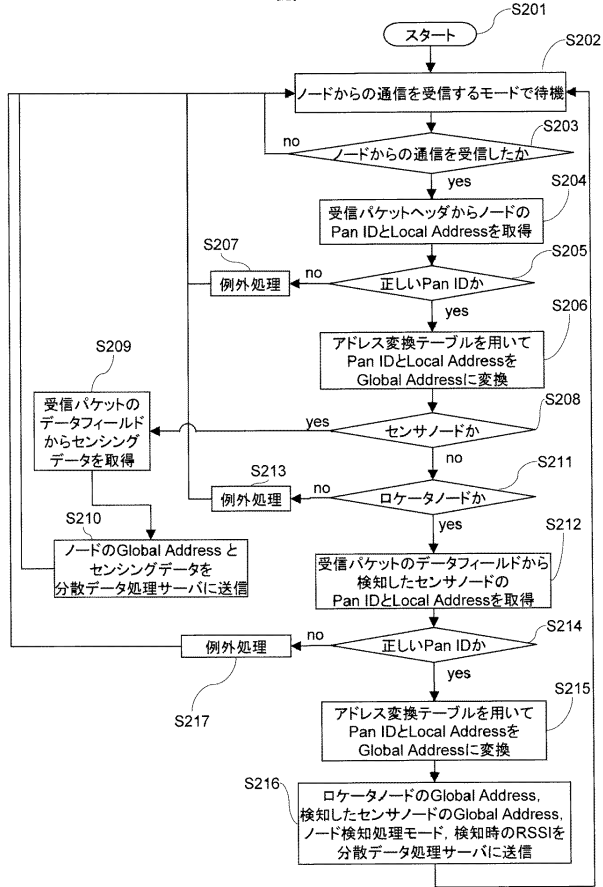 S201
スタート
S202
ノードからの通信を受信するモードで待機
S203
no
ノードからの通信を受信したか
yes
S204
受信パケットヘッダからノードの
Pan IDとLocal Addressを取得
S207
S205
例外処理
no
正しいPan IDか
yes
S206
アドレス変換テーブルを用いて
Pan IDとLocal Addressを
Global Addressに変換
S209
S208
受信パケットの
データフィールド
からセンシング
データを取得
yes
センサノードか
no
S213
S211
例外処理
no
ロケータノードか
yes
S210
S212
ノードのGlobal Address と
センシングデータを
分散データ処理サーバに送信
受信パケットのデータフィールドから
検知したセンサノードの
Pan IDとLocal Addressを取得
S214
例外処理
no
正しいPan IDか
yes
S217
S215
アドレス変換テーブルを用いて
Pan IDとLocal Addressを
Global Addressに変換
S216
ロケータノードのGlobal Address,
検知したセンサノードのGlobal Address,
ノード検知処理モード, 検知時のRSSIを
分散データ処理サーバに送信